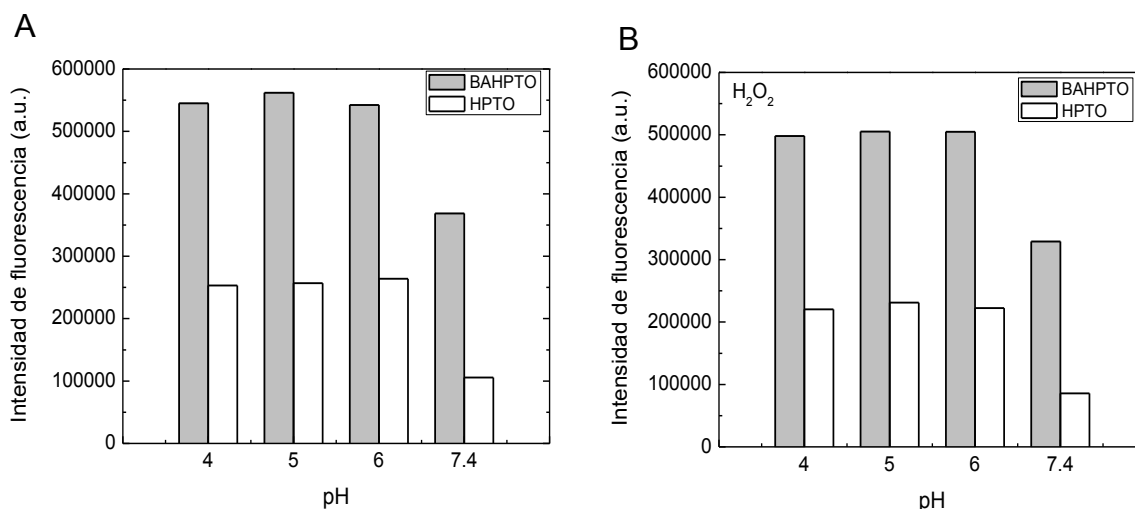 A
Intensidad de fluorescencia (a.u.)
600000
500000
400000
300000
200000
100000
0
BAHPTO
HPTO
4 5 6 7.4
pH
B
Intensidad de fluorescencia (a.u.)
600000
500000
400000
300000
200000
100000
0
H₂O₂
BAHPTO
HPTO
4 5 6 7.4
pH